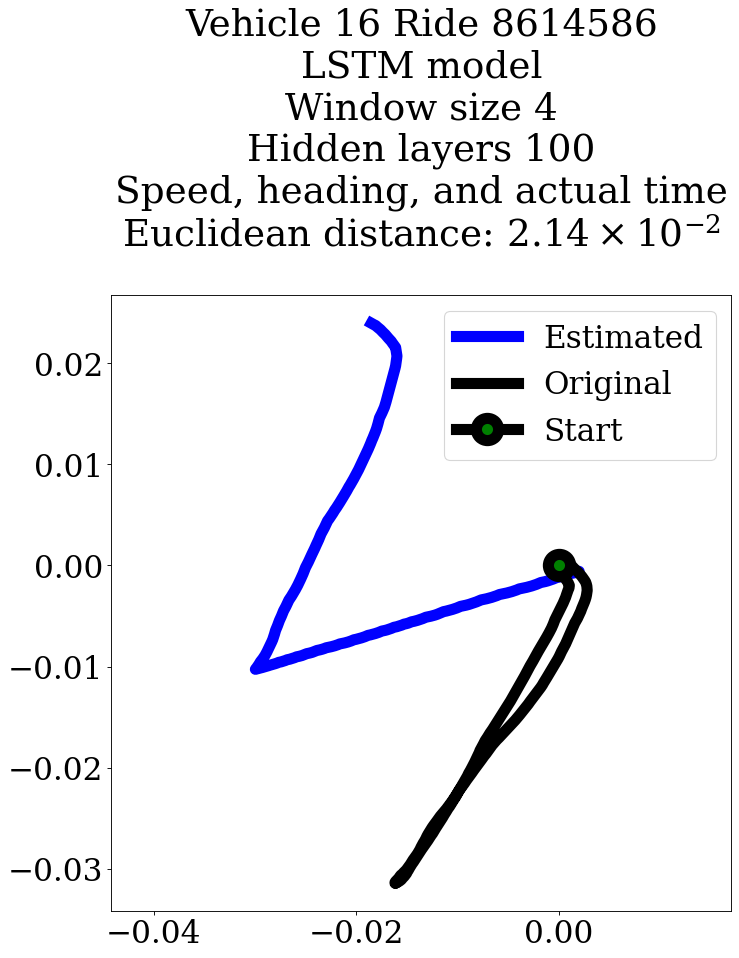 Vehicle 16 Ride 8614586
LSTM model
Window size 4
Hidden layers 100
Speed, heading, and actual time
Euclidean distance: 2.14 × 10⁻²
Estimated
Original
Start
0.02
0.01
0.00
−0.01
−0.02
−0.03
−0.04
−0.02
0.00